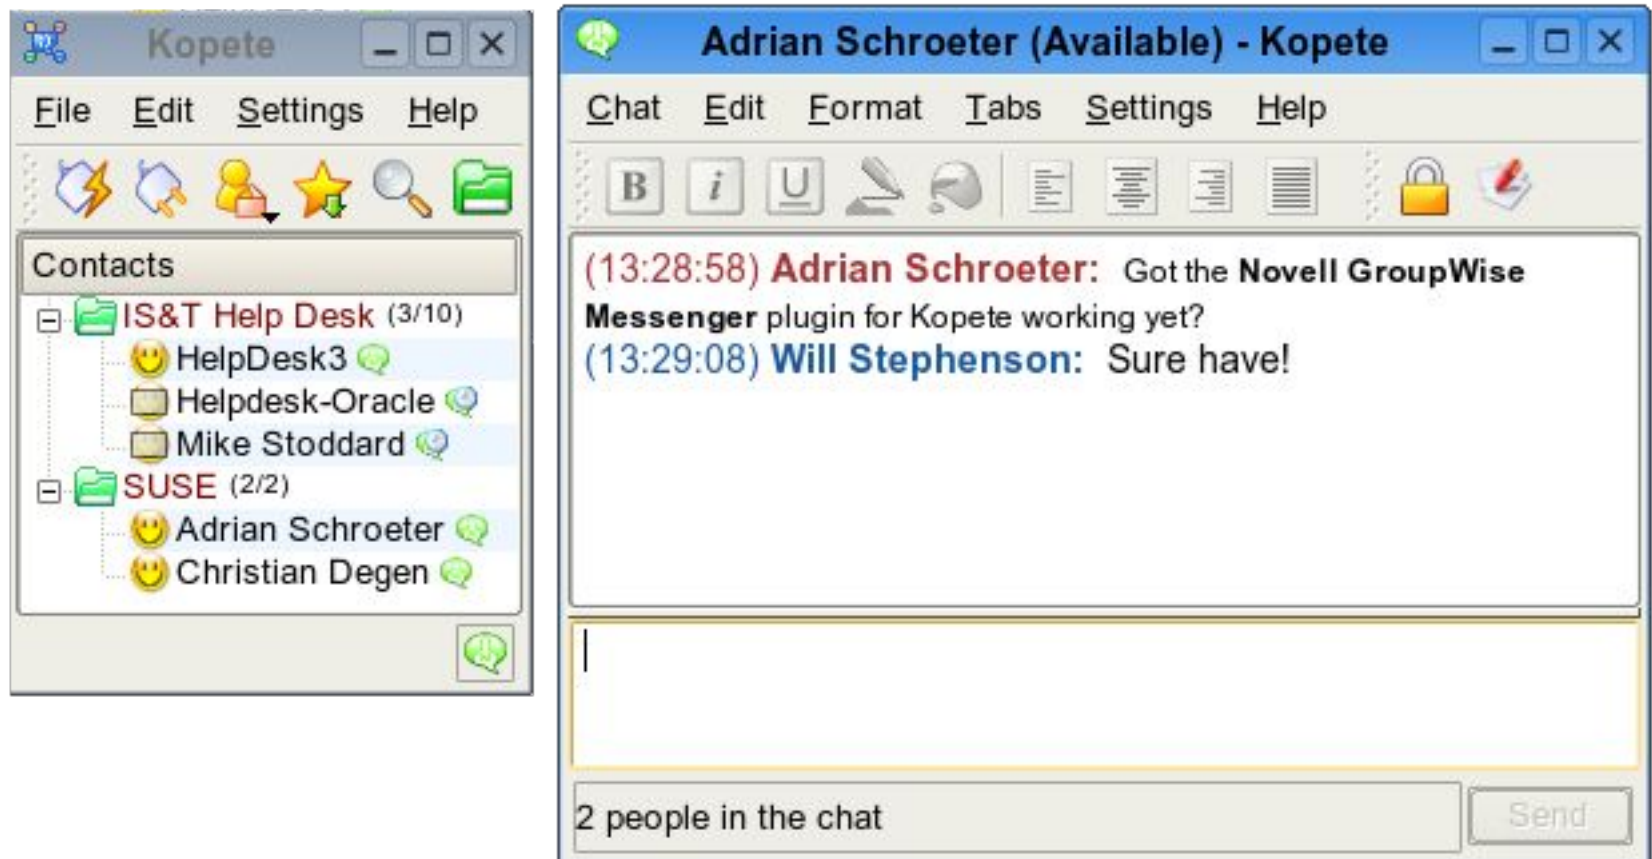 Kopete
File Edit Settings Help
Contacts
IS&T Help Desk (3/10)
HelpDesk3
Helpdesk-Oracle
Mike Stoddard
SUSE (2/2)
Adrian Schroeter
Christian Degen
Adrian Schroeter (Available) - Kopete
Chat Edit Format Tabs Settings Help
B i U
(13:28:58) Adrian Schroeter: Got the Novell GroupWise
Messenger plugin for Kopete working yet?
(13:29:08) Will Stephenson: Sure have!
2 people in the chat
Send